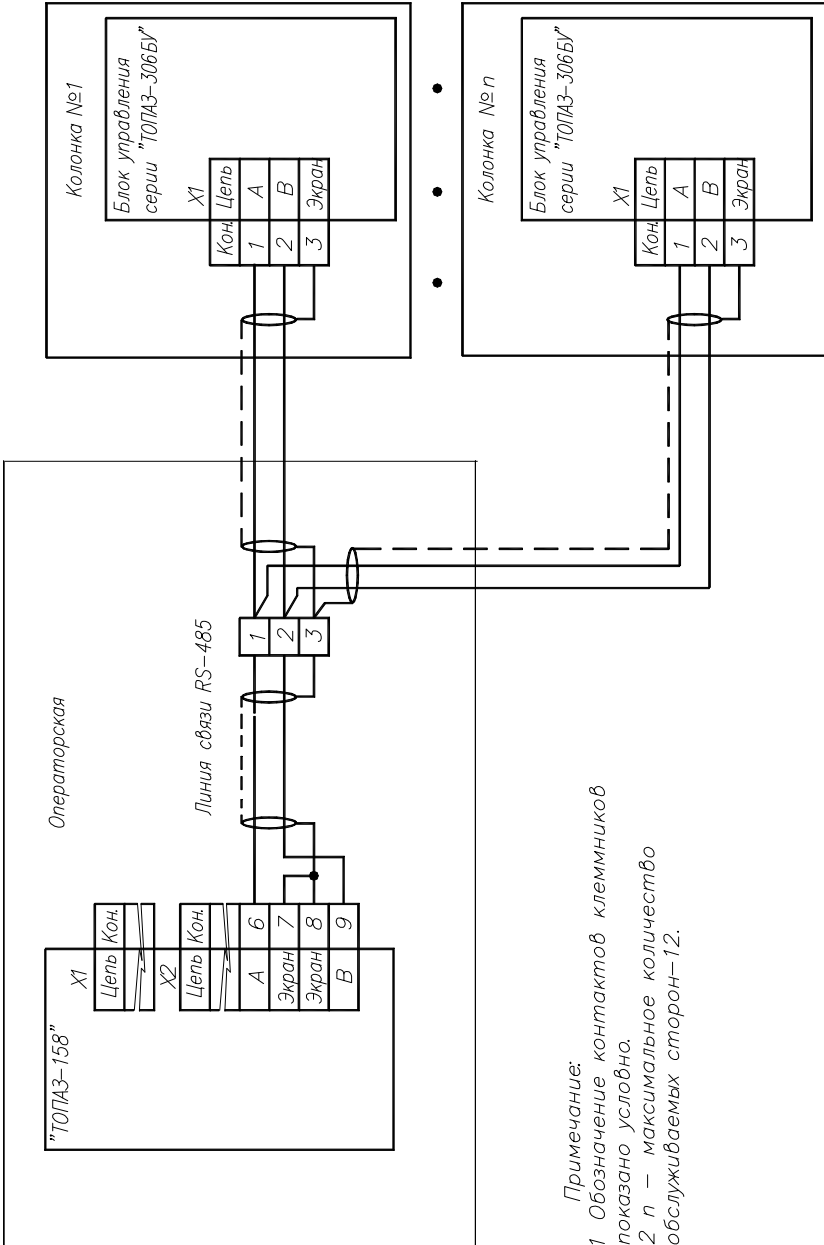 Операторская
"ТОПАЗ-158"
X1
Цепь Кон.
X2
Цепь Кон.
A 6
Экран 7
Экран 8
B 9
Линия связи RS-485
1
2
3
Колонка №1
Блок управления
серии "ТОПАЗ-306БУ"
X1
Кон. Цепь
1 A
2 B
3 Экран
Колонка №n
Блок управления
серии "ТОПАЗ-306БУ"
X1
Кон. Цепь
1 A
2 B
3 Экран
Примечание:
1 Обозначение контактов клеммников
показано условно.
2 n – максимальное количество
обслуживаемых сторон-12.